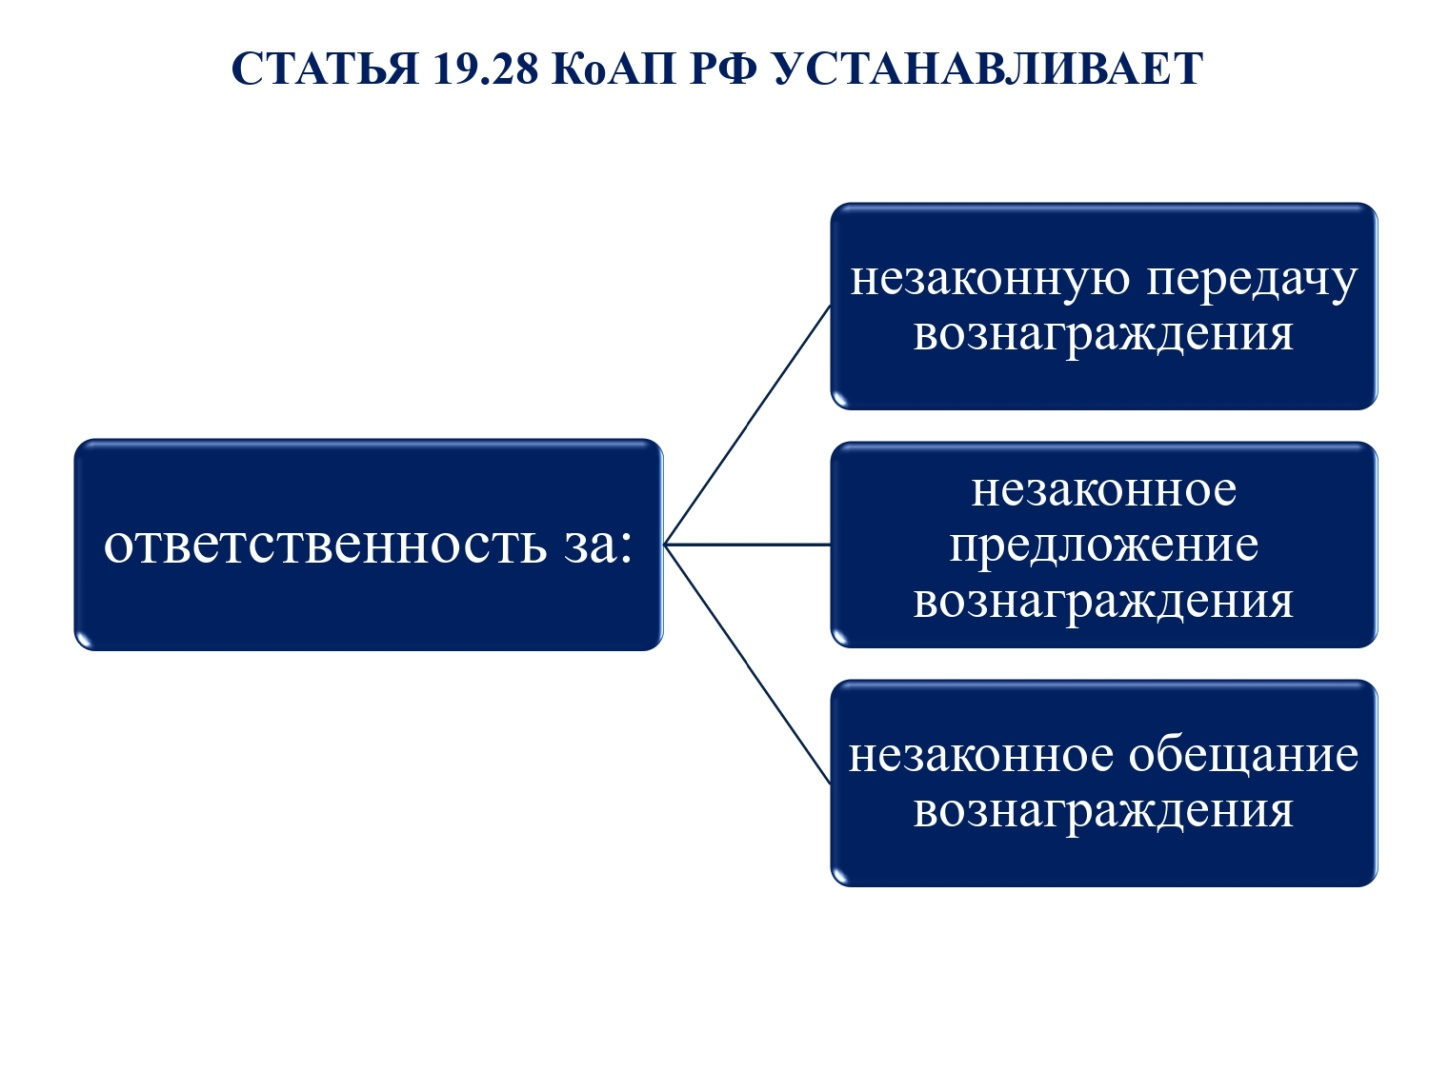 СТАТЬЯ 19.28 КоАП РФ УСТАНАВЛИВАЕТ
ответственность за:
незаконную передачу
вознаграждения
незаконное
предложение
вознаграждения
незаконное обещание
вознаграждения